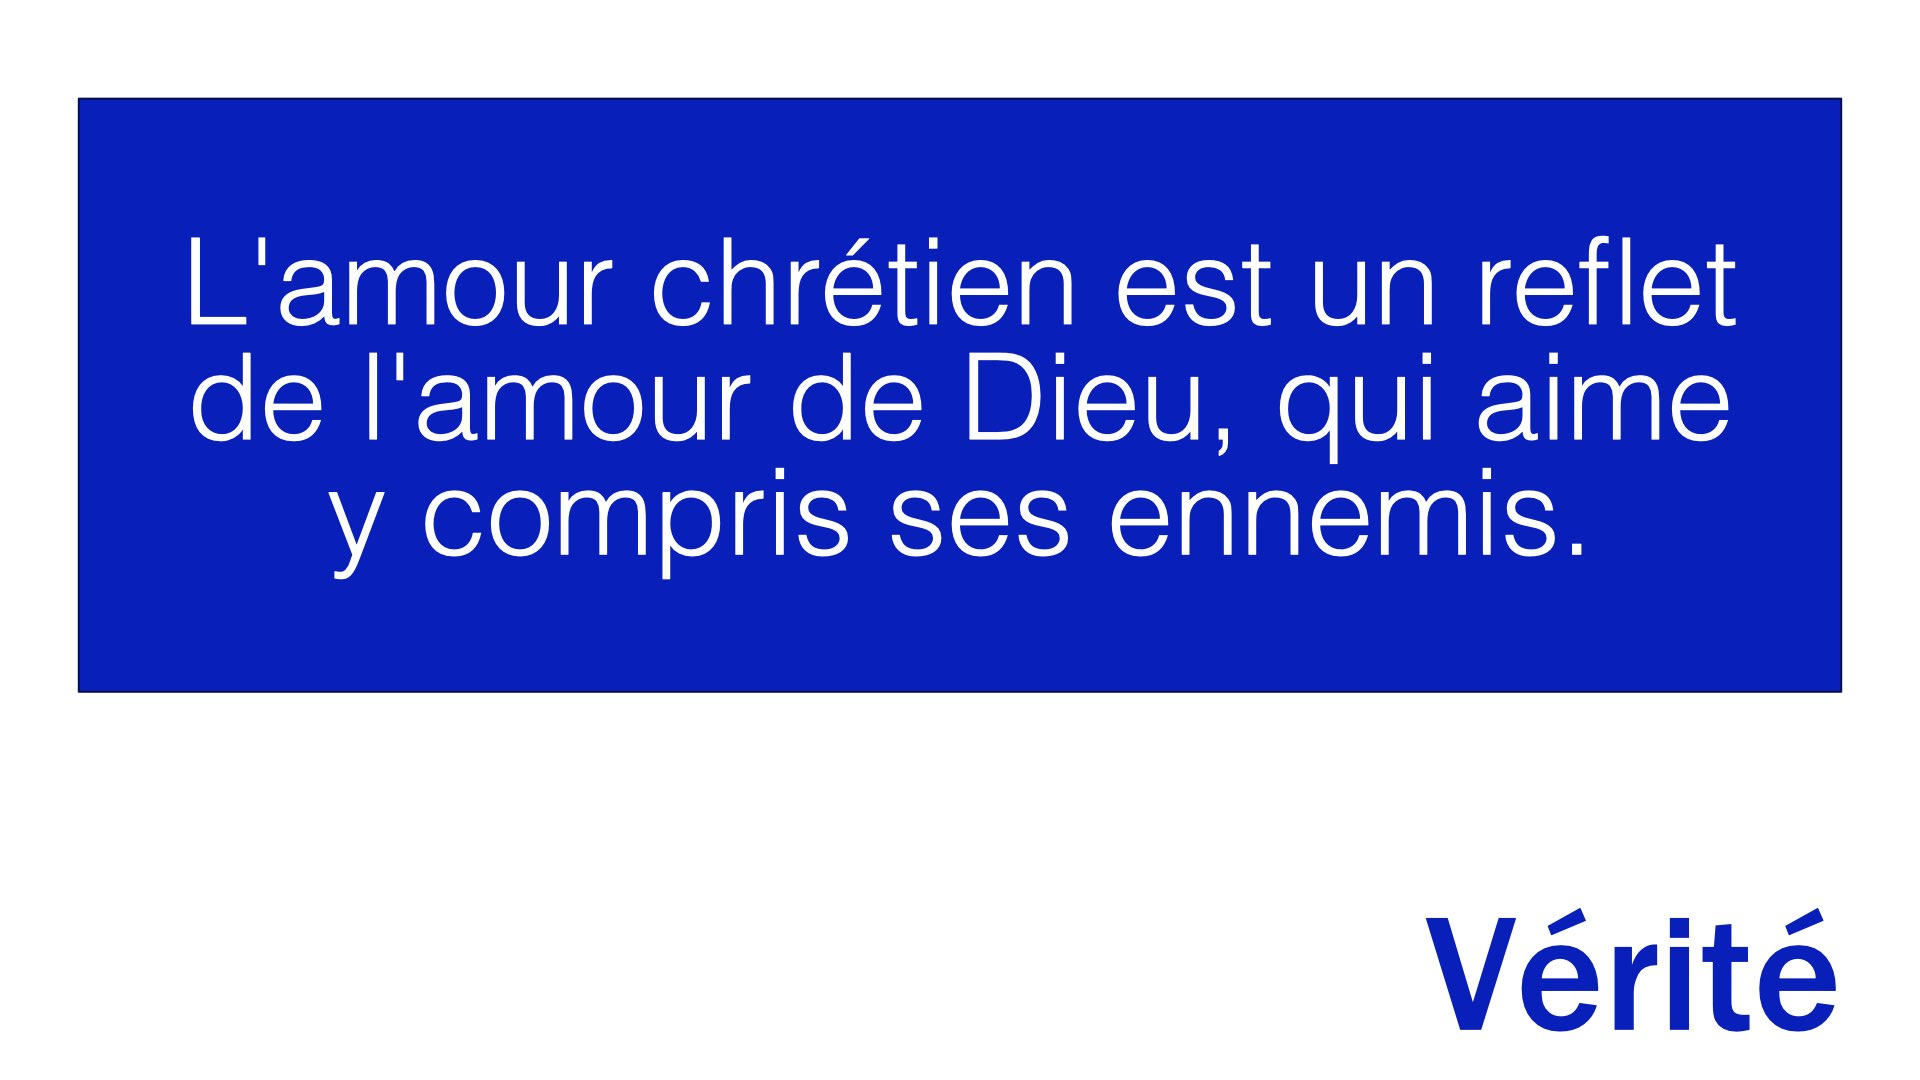 L'amour chrétien est un reflet
de l'amour de Dieu, qui aime
y compris ses ennemis.
Vérité